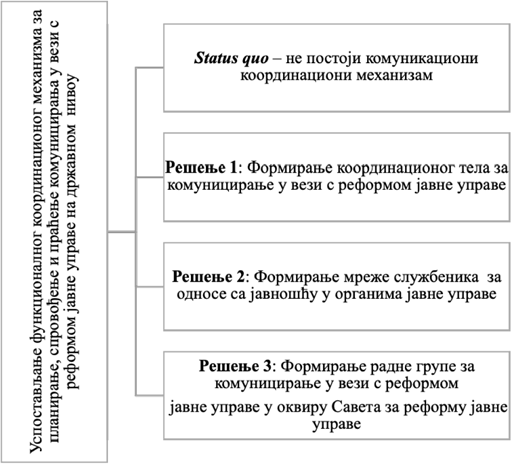 Успостављање функционалног координационог механизма за
планирање, спровођење и праћење комуницирања у вези с
реформом јавне управе на државном нивоу
Status quo – не постоји комуникациони
координациони механизам
Решење 1: Формирање координационог тела за
комуницирање у вези с реформом јавне управе
Решење 2: Формирање мреже службеника за
односе са јавношћу у органима јавне управе
Решење 3: Формирање радне групе за
комуницирање у вези с реформом
јавне управе у оквиру Савета за реформу јавне
управе